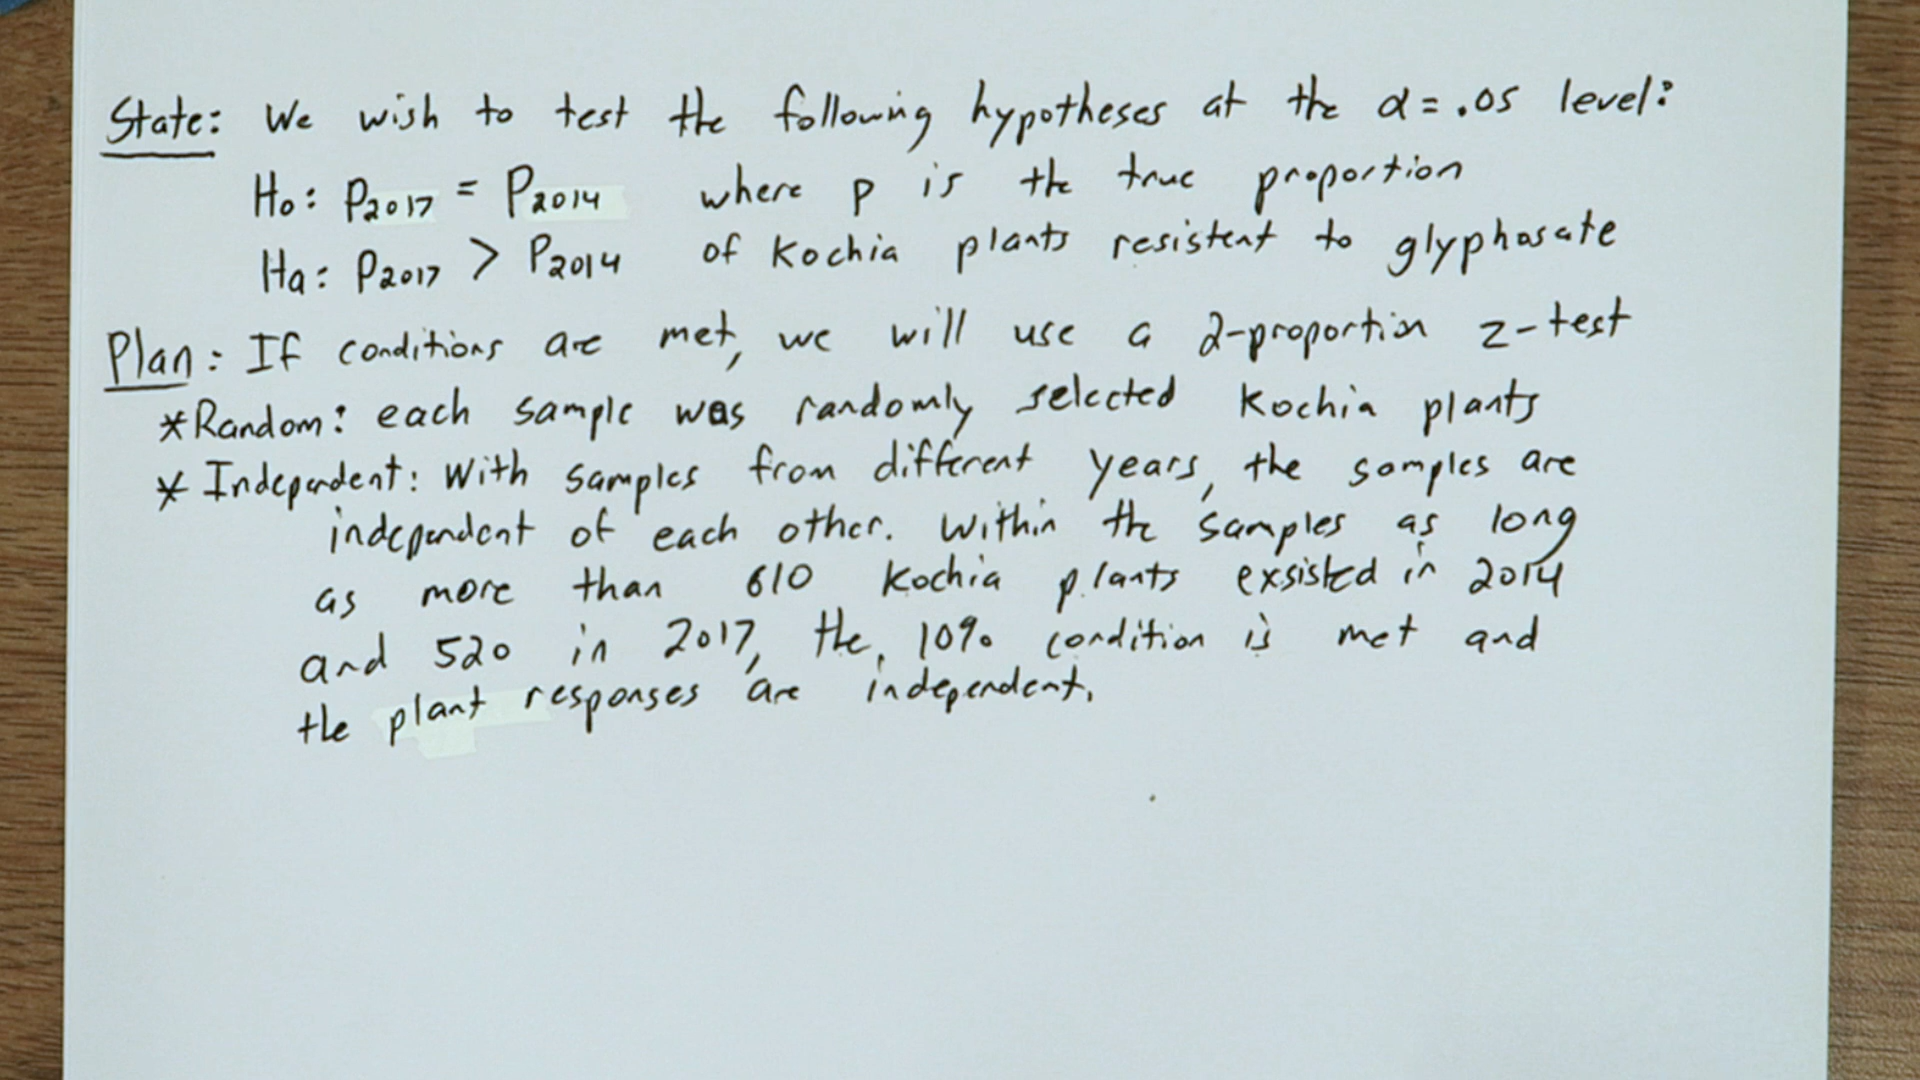 State: We wish to test the following hypotheses at the α = .05 level:
Ho: P2017 = P2014 where p is the true proportion
Ha: P2017 > P2014 of Kochia plants resistent to glyphosate
Plan: If conditions are met, we will use a 2-proportion z-test
*Random: each sample was randomly selected Kochia plants
* Independent: With samples from different years, the samples are
independent of each other. Within the samples as long
as more than 610 Kochia plants exsisted in 2014
and 520 in 2017, the 10% condition is met and
the plant responses are independent.